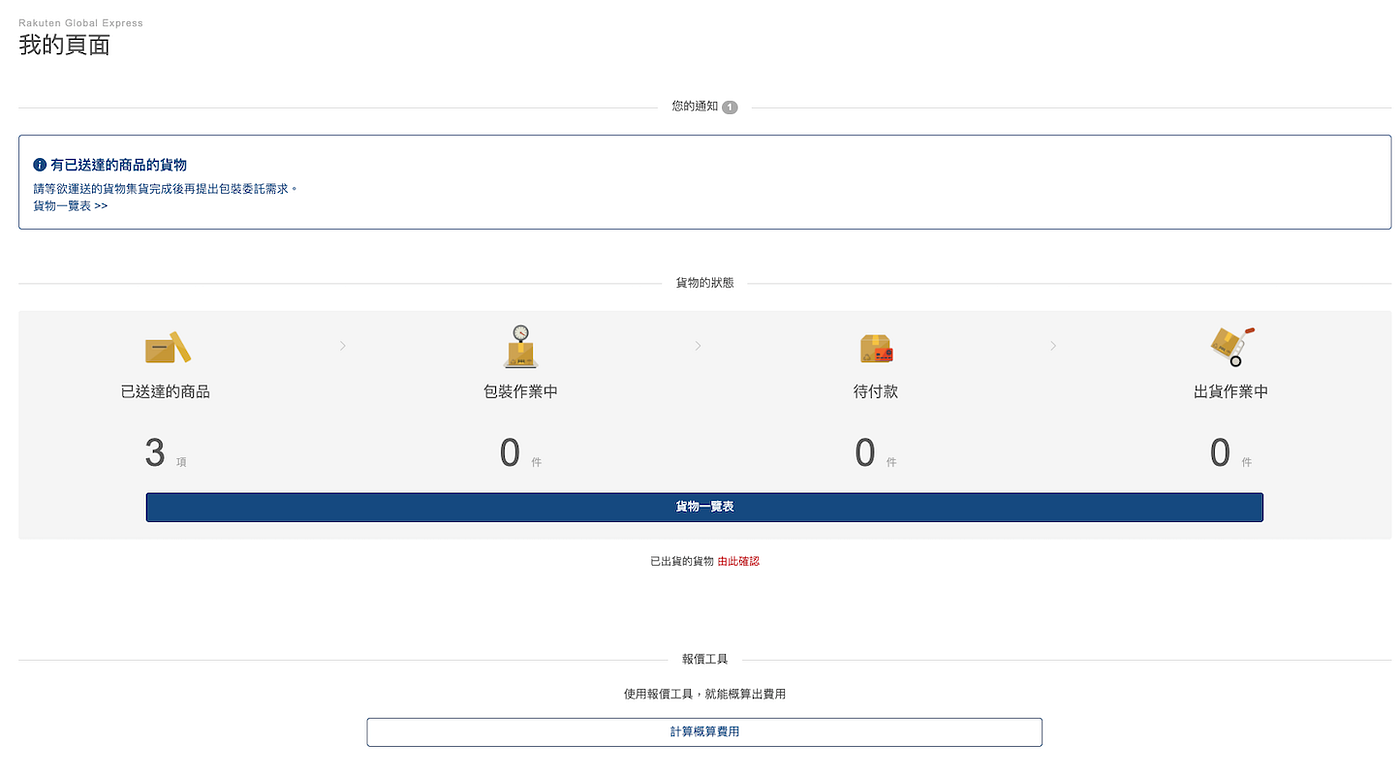 Rakuten Global Express
我的頁面
您的通知 1
有已送達的商品的貨物
請等欲運送的貨物集貨完成後再提出包裝委託需求。
貨物一覽表 >>
貨物的狀態
已送達的商品
包裝作業中
待付款
出貨作業中
3 項
0 件
0 件
0 件
貨物一覽表
已出貨的貨物 由此確認
報價工具
使用報價工具，就能概算出費用
計算概算費用